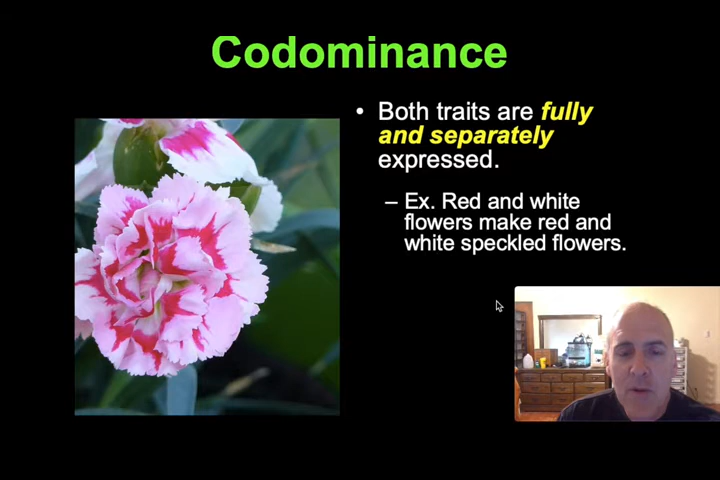 Codominance
• Both traits are fully
and separately
expressed.
– Ex. Red and white
flowers make red and
white speckled flowers.